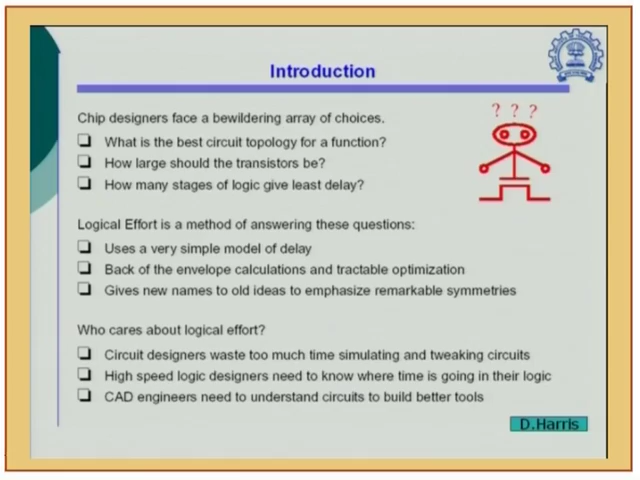 Introduction
? ? ?
Chip designers face a bewildering array of choices.
What is the best circuit topology for a function?
How large should the transistors be?
How many stages of logic give least delay?
Logical Effort is a method of answering these questions:
Uses a very simple model of delay
Back of the envelope calculations and tractable optimization
Gives new names to old ideas to emphasize remarkable symmetries
Who cares about logical effort?
Circuit designers waste too much time simulating and tweaking circuits
High speed logic designers need to know where time is going in their logic
CAD engineers need to understand circuits to build better tools
D.Harris